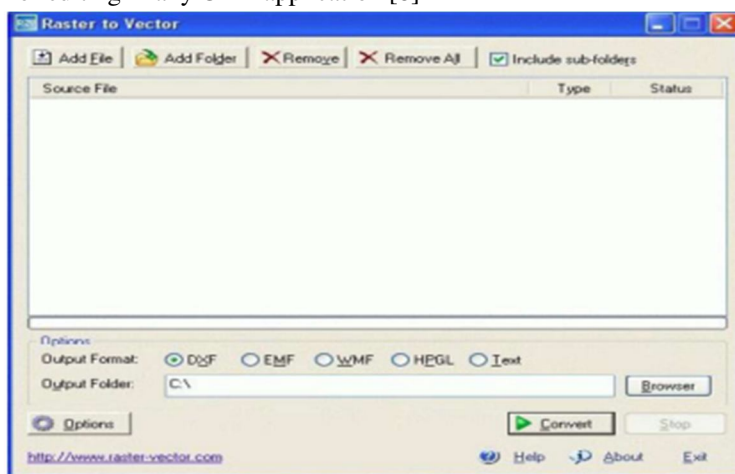 Raster to Vector
Add File Add Folder Remove Remove All Include sub-folders
Source File Type Status
Options
Output Format: DXF EMF WMF HPGL Text
Output Folder: C:\ Browser
Options Convert Stop
http://www.raster-vector.com Help About Exit